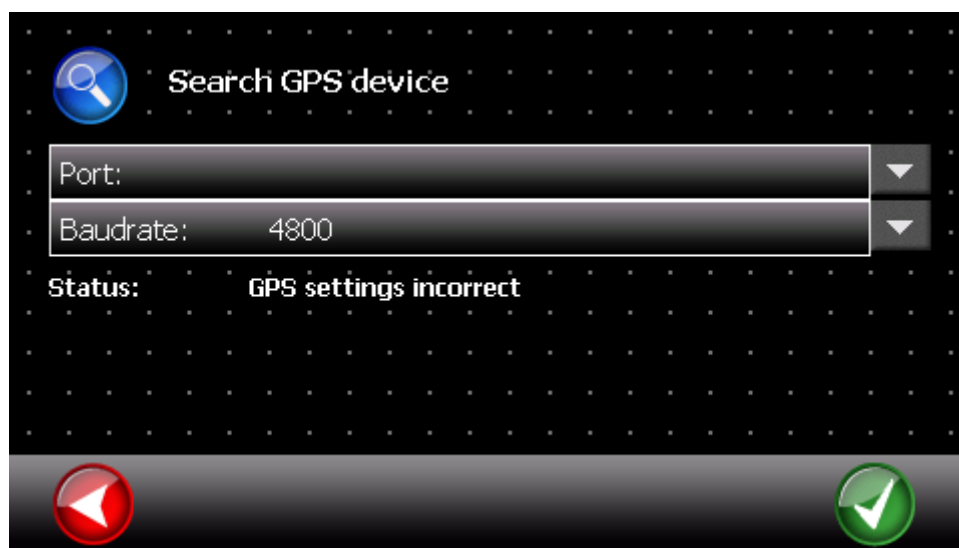 Search GPS device
Port:
Baudrate: 4800
Status: GPS settings incorrect